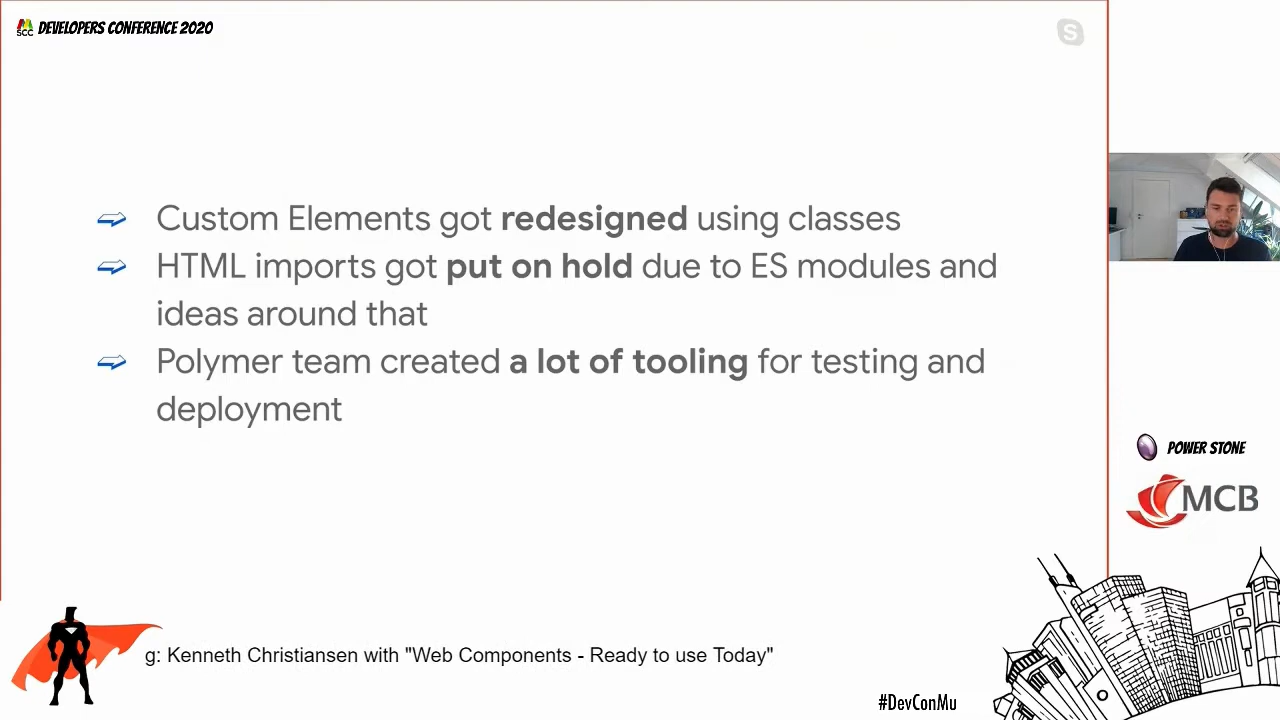 SCC DEVELOPERS CONFERENCE 2020
S
Custom Elements got redesigned using classes
HTML imports got put on hold due to ES modules and
ideas around that
Polymer team created a lot of tooling for testing and
deployment
POWER STONE
MCB
g: Kenneth Christiansen with "Web Components - Ready to use Today"
#DevConMu